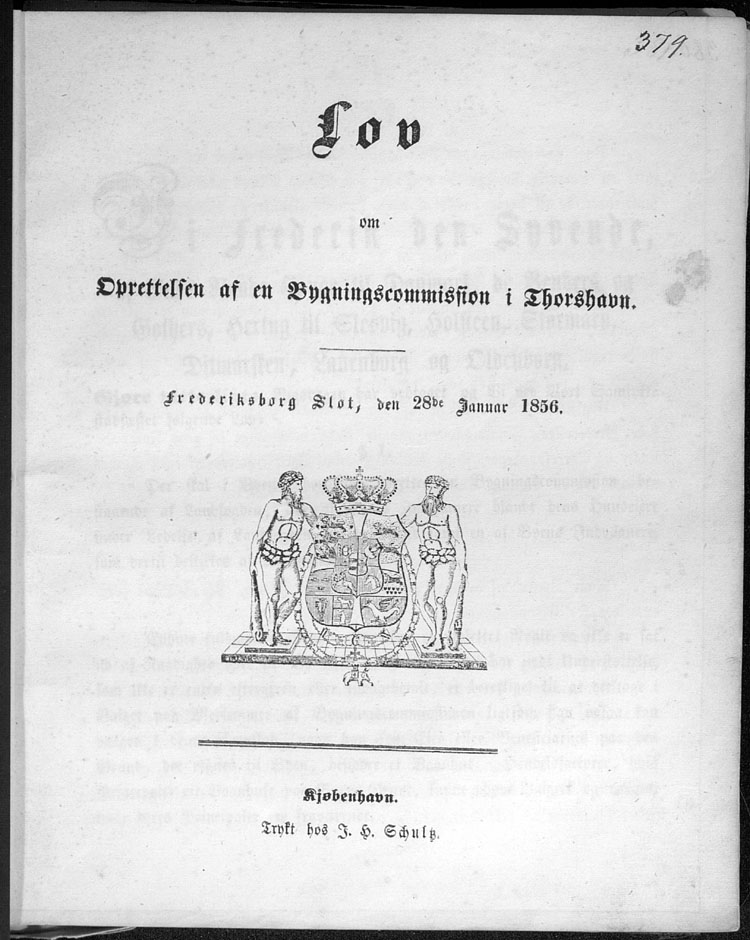 379.
Lov
om
Oprettelsen af en Bygningscommission i Thorshavn.
Frederiksborg Slot, den 28de Januar 1856.
Kjøbenhavn.
Trykt hos J. H. Schultz.